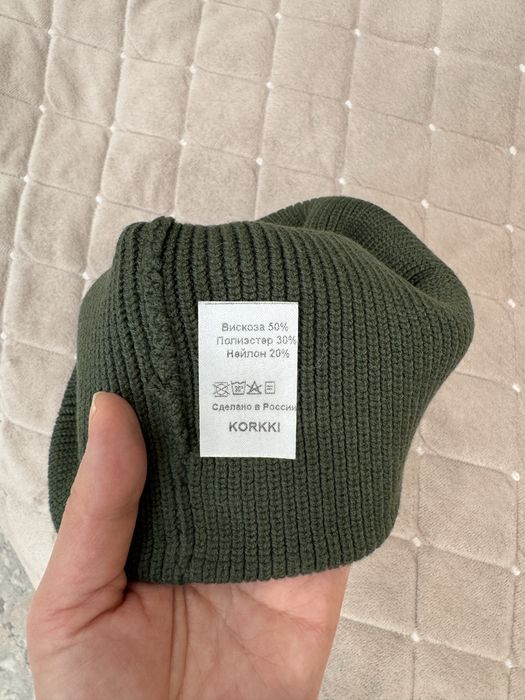 Вискоза 50%
Полиэстер 30%
Нейлон 20%
Сделано в России
KORKKI